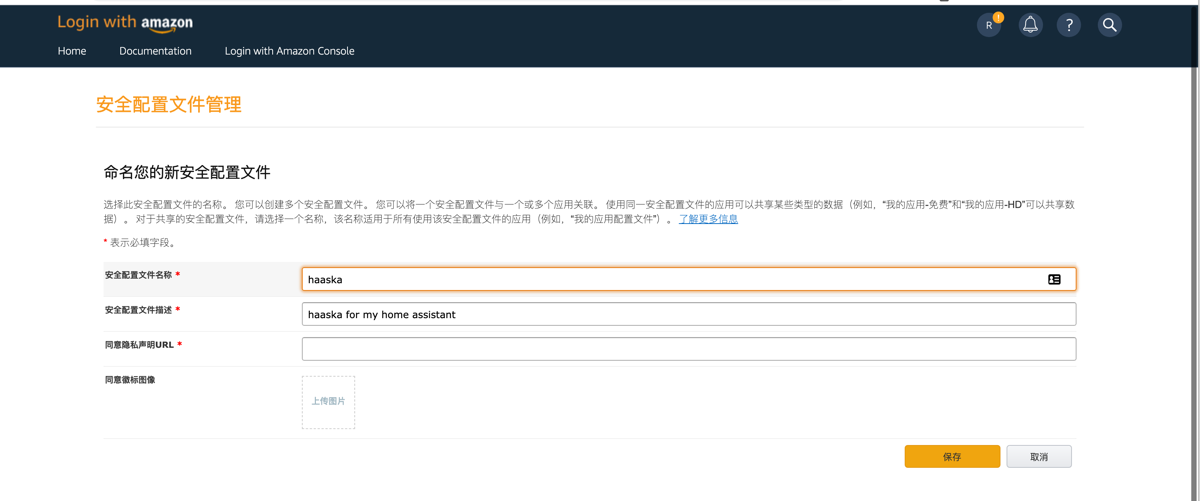 Login with amazon
R ! ?
Home Documentation Login with Amazon Console
安全配置文件管理
命名您的新安全配置文件
选择此安全配置文件的名称。 您可以创建多个安全配置文件。 您可以将一个安全配置文件与一个或多个应用关联。 使用同一安全配置文件的应用可以共享某些类型的数据（例如，“我的应用-免费”和“我的应用-HD”可以共享数
据）。 对于共享的安全配置文件，请选择一个名称，该名称适用于所有使用该安全配置文件的应用（例如，“我的应用配置文件”）。 了解更多信息
* 表示必填字段。
安全配置文件名称 * haaska
安全配置文件描述 * haaska for my home assistant
同意隐私声明URL *
同意徽标图像
上传图片
保存 取消